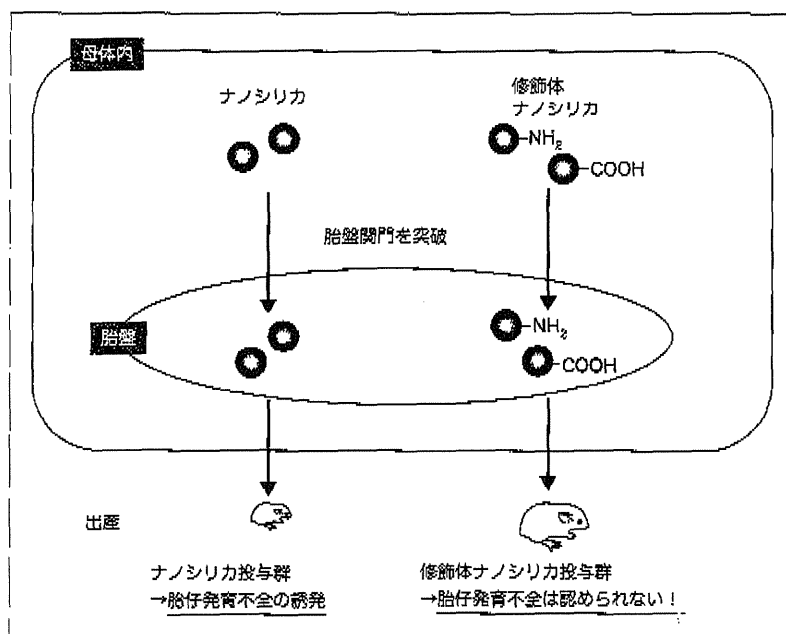 母体内
ナノシリカ
修飾体
ナノシリカ
-NH₂
-COOH
胎盤関門を突破
胎盤
-NH₂
-COOH
出産
ナノシリカ投与群
→胎仔発育不全の誘発
修飾体ナノシリカ投与群
→胎仔発育不全は認められない！